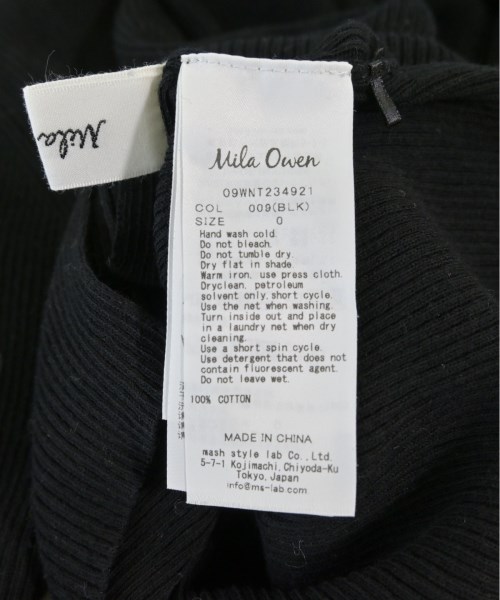 Mila
Mila Owen
09WNT234921
COL 009(BLK)
SIZE 0
Hand wash cold.
Do not bleach.
Do not tumble dry.
Dry flat in shade
Warm iron. use press cloth.
Dryclean, petroleum
solvent only, short cycle.
Use the net when washing.
Turn inside out and place
in a laundry net when dry
cleaning.
Use a short spin cycle.
Use detergent that does not
contain fluorescent agent.
Do not leave wet.
100% COTTON
MADE IN CHINA
mash style lab Co., Ltd.
5-7-1 Kojimachi, Chiyoda-Ku
Tokyo, Japan
info@ms-lab.com